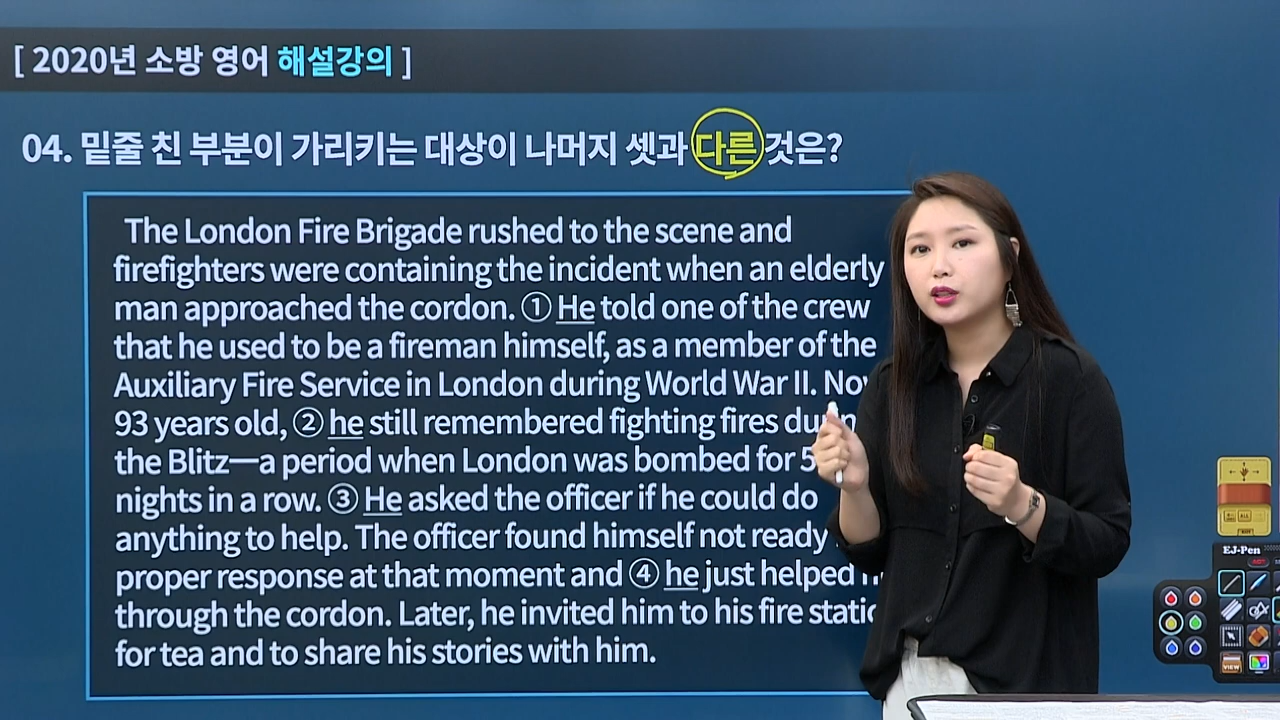 [ 2020년 소방 영어 해설강의 ]
04. 밑줄 친 부분이 가리키는 대상이 나머지 셋과 다른 것은?
The London Fire Brigade rushed to the scene and
firefighters were containing the incident when an elderly
man approached the cordon. ① He told one of the crew
that he used to be a fireman himself, as a member of the
Auxiliary Fire Service in London during World War II.
93 years old, ② he still remembered fighting fires
the Blitz—a period when London was bombed for
nights in a row. ③ He asked the officer if he could do
anything to help. The officer found himself not ready
proper response at that moment and ④ he just helped
through the cordon. Later, he invited him to his fire
for tea and to share his stories with him.
EJ-Pen
VIEW